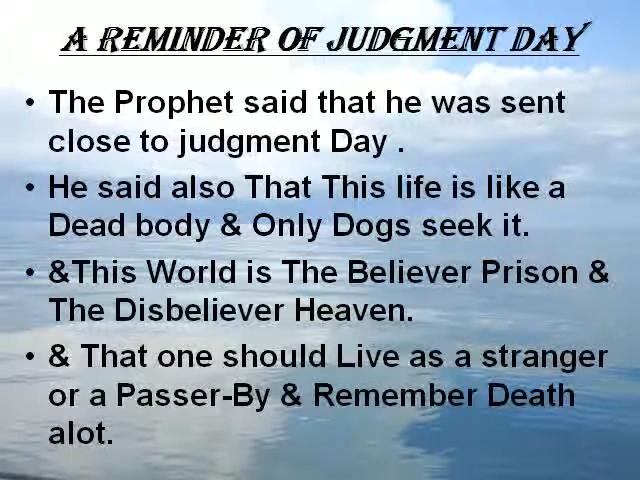 A REMINDER OF JUDGMENT DAY
• The Prophet said that he was sent
close to judgment Day .
• He said also That This life is like a
Dead body & Only Dogs seek it.
• &This World is The Believer Prison &
The Disbeliever Heaven.
• & That one should Live as a stranger
or a Passer-By & Remember Death
alot.